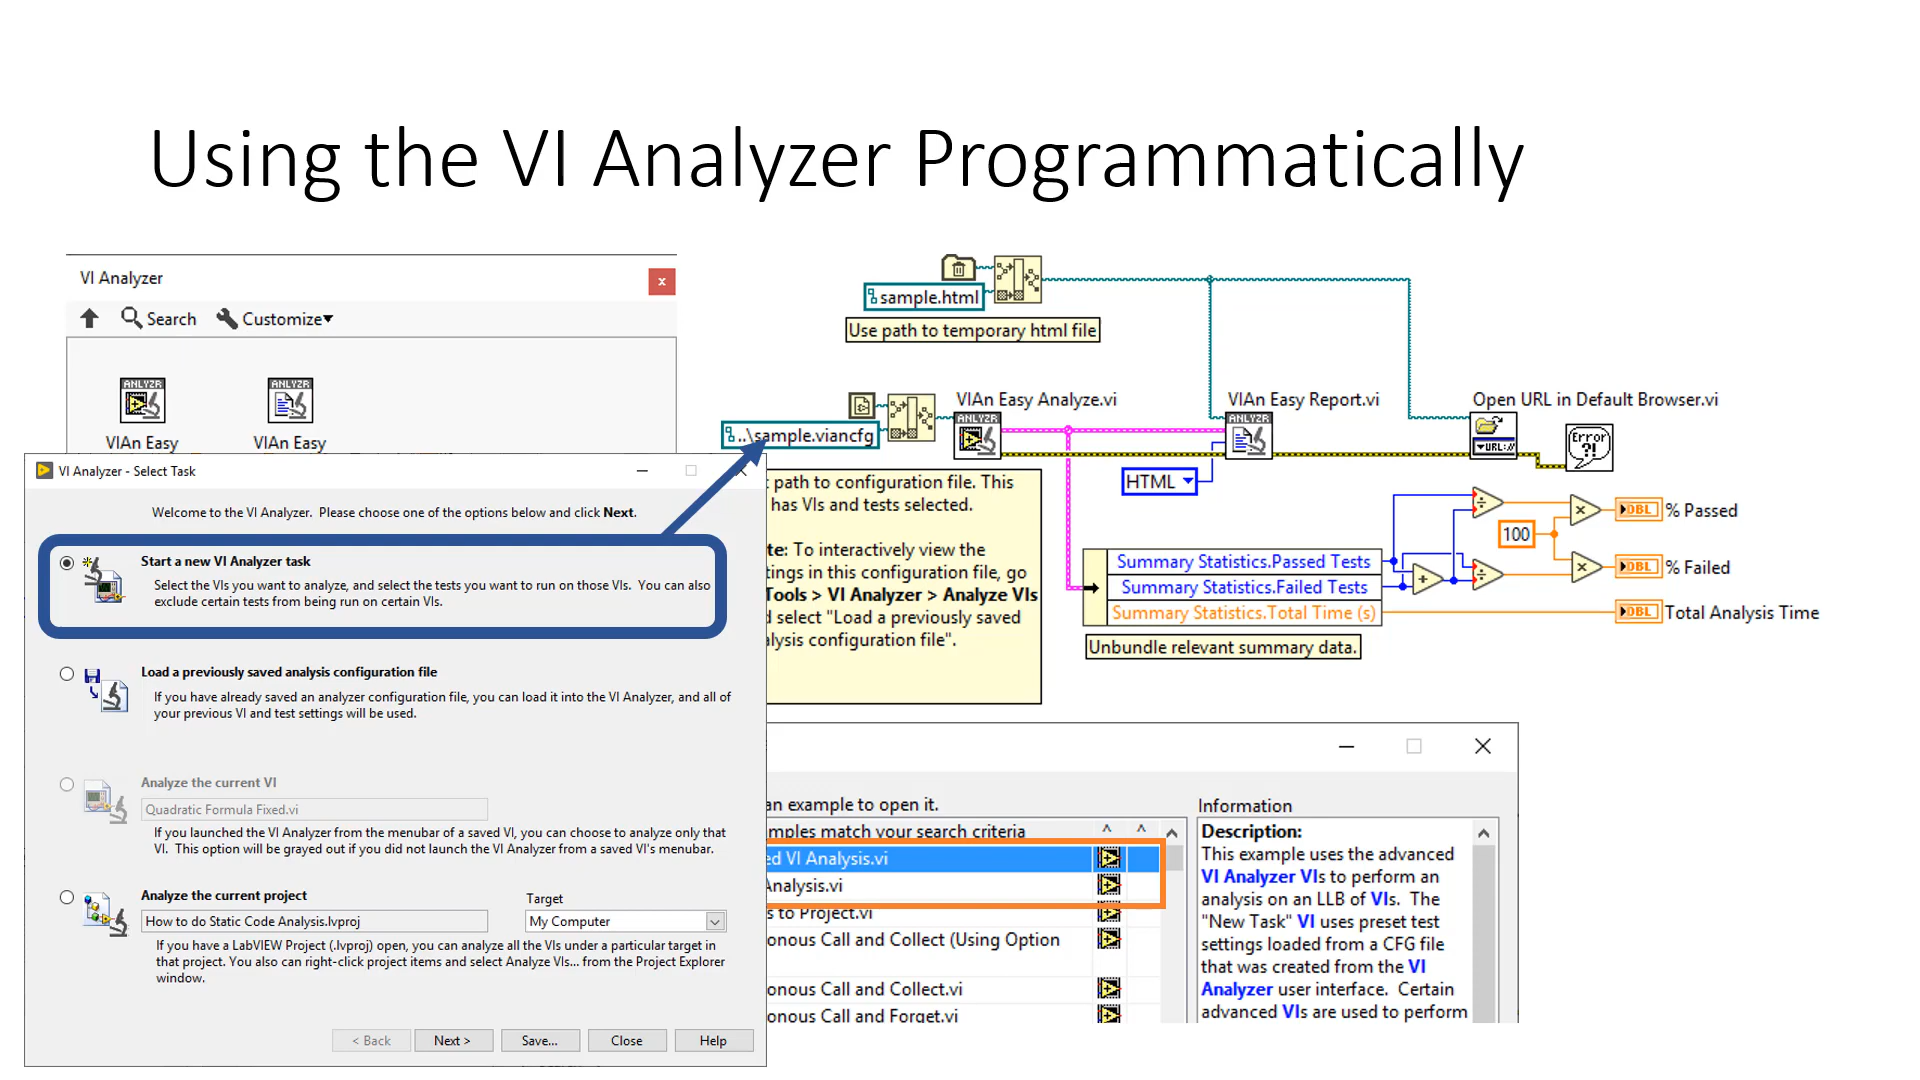 Using the VI Analyzer Programmatically
VI Analyzer
x
Search
Customize
ANLYZR
ANLYZR
VIAn Easy
VIAn Easy
sample.html
Use path to temporary html file
VIAn Easy Analyze.vi
VIAn Easy Report.vi
Open URL in Default Browser.vi
..\sample.viancfg
ANLYZR
ANLYZR
URL://
Error
?!
HTML
path to configuration file. This
has VIs and tests selected.
te: To interactively view the
tings in this configuration file, go
Tools > VI Analyzer > Analyze VIs
d select "Load a previously saved
alysis configuration file".
Summary Statistics.Passed Tests
Summary Statistics.Failed Tests
Summary Statistics.Total Time (s)
Unbundle relevant summary data.
100
DBL
% Passed
DBL
% Failed
DBL
Total Analysis Time
VI Analyzer - Select Task
Welcome to the VI Analyzer. Please choose one of the options below and click Next.
Start a new VI Analyzer task
Select the VIs you want to analyze, and select the tests you want to run on those VIs. You can also
exclude certain tests from being run on certain VIs.
Load a previously saved analysis configuration file
If you have already saved an analyzer configuration file, you can load it into the VI Analyzer, and all of
your previous VI and test settings will be used.
Analyze the current VI
Quadratic Formula Fixed.vi
If you launched the VI Analyzer from the menubar of a saved VI, you can choose to analyze only that
VI. This option will be grayed out if you did not launch the VI Analyzer from a saved VI's menubar.
Analyze the current project
Target
How to do Static Code Analysis.lvproj
My Computer
If you have a LabVIEW Project (.lvproj) open, you can analyze all the VIs under a particular target in
that project. You also can right-click project items and select Analyze VIs... from the Project Explorer
window.
< Back
Next >
Save...
Close
Help
an example to open it.
mples match your search criteria
ed VI Analysis.vi
Analysis.vi
s to Project.vi
onous Call and Collect (Using Option
onous Call and Collect.vi
onous Call and Forget.vi
Information
Description:
This example uses the advanced
VI Analyzer VIs to perform an
analysis on an LLB of VIs. The
"New Task" VI uses preset test
settings loaded from a CFG file
that was created from the VI
Analyzer user interface. Certain
advanced VIs are used to perform